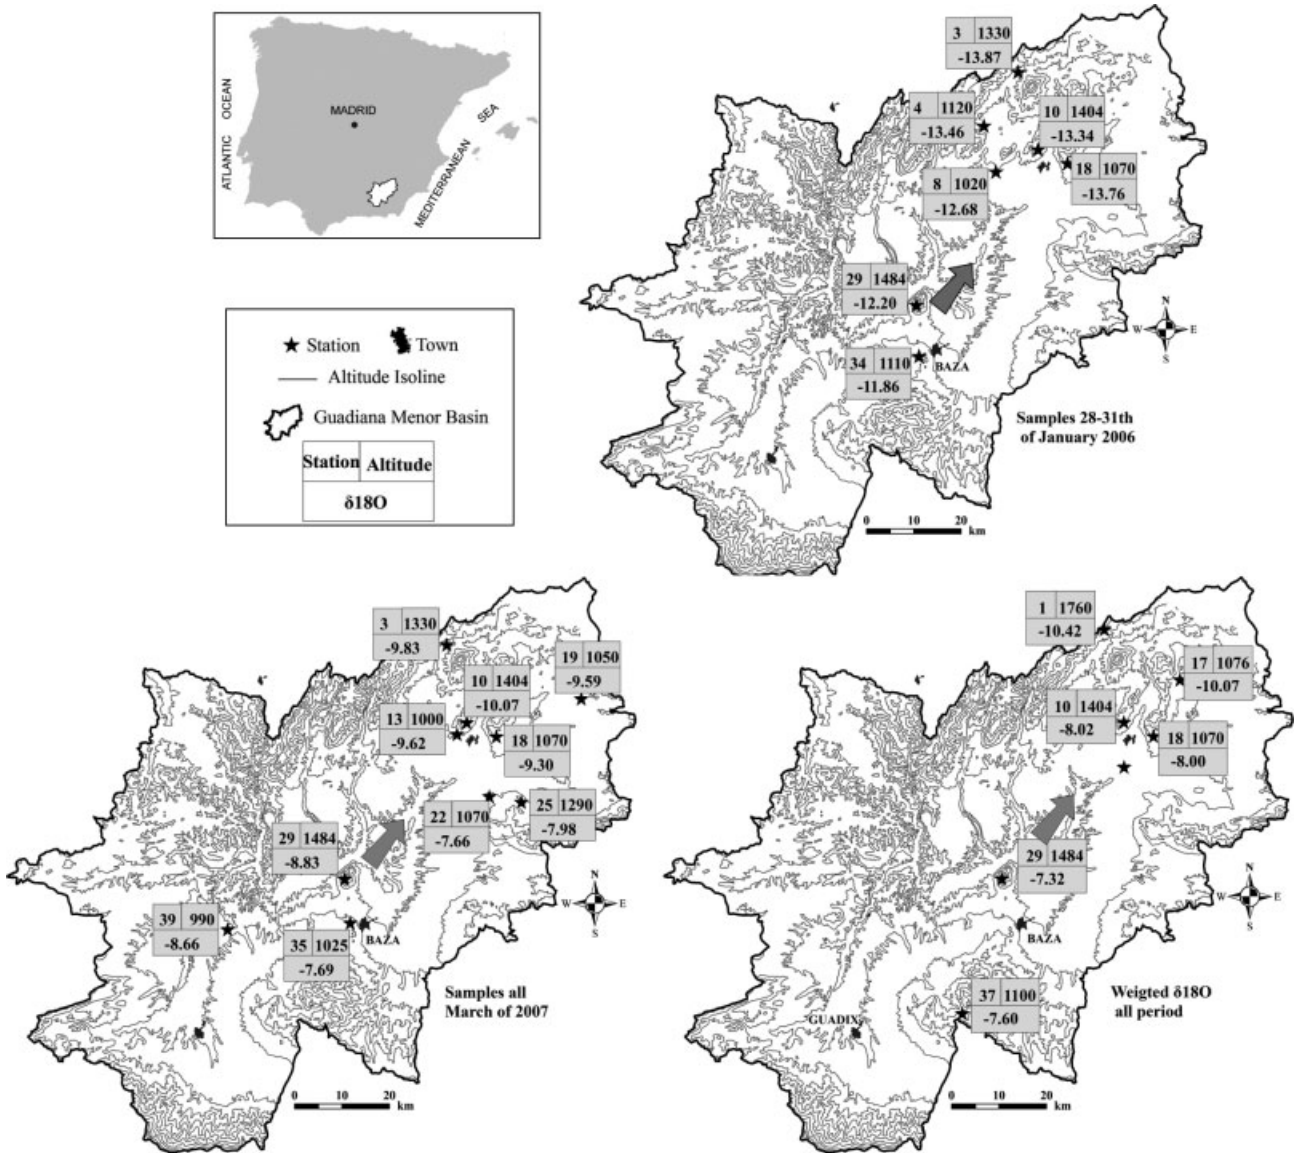 ATLANTIC OCEAN
MADRID
MEDITERRANEAN SEA
Station
Town
Altitude Isoline
Guadiana Menor Basin
Station Altitude
δ18O
3 1330
-13.87
4 1120
-13.46
10 1404
-13.34
18 1070
-13.76
8 1020
-12.68
29 1484
-12.20
34 1110
-11.86
BAZA
N
W E
S
Samples 28-31th
of January 2006
0 10 20
km
3 1330
-9.83
19 1050
-9.59
10 1404
-10.07
13 1000
-9.62
18 1070
-9.30
22 1070
-7.66
25 1290
-7.98
29 1484
-8.83
39 990
-8.66
35 1025
-7.69
BAZA
N
W E
S
Samples all
March of 2007
0 10 20
km
1 1760
-10.42
17 1076
-10.07
10 1404
-8.02
18 1070
-8.00
29 1484
-7.32
BAZA
N
W E
S
37 1100
-7.60
GUADIX
Weigted δ18O
all period
0 10 20
km